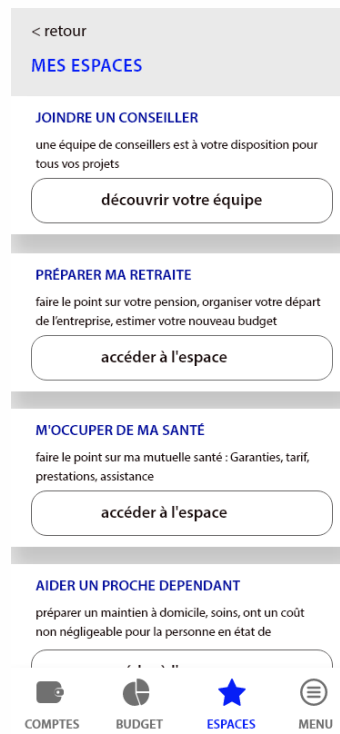 < retour
MES ESPACES
JOINDRE UN CONSEILLER
une équipe de conseillers est à votre disposition pour
tous vos projets
découvrir votre équipe
PRÉPARER MA RETRAITE
faire le point sur votre pension, organiser votre départ
de l'entreprise, estimer votre nouveau budget
accéder à l'espace
M'OCCUPER DE MA SANTÉ
faire le point sur ma mutuelle santé : Garanties, tarif,
prestations, assistance
accéder à l'espace
AIDER UN PROCHE DEPENDANT
préparer un maintien à domicile, soins, ont un coût
non négligeable pour la personne en état de
COMPTES
BUDGET
ESPACES
MENU